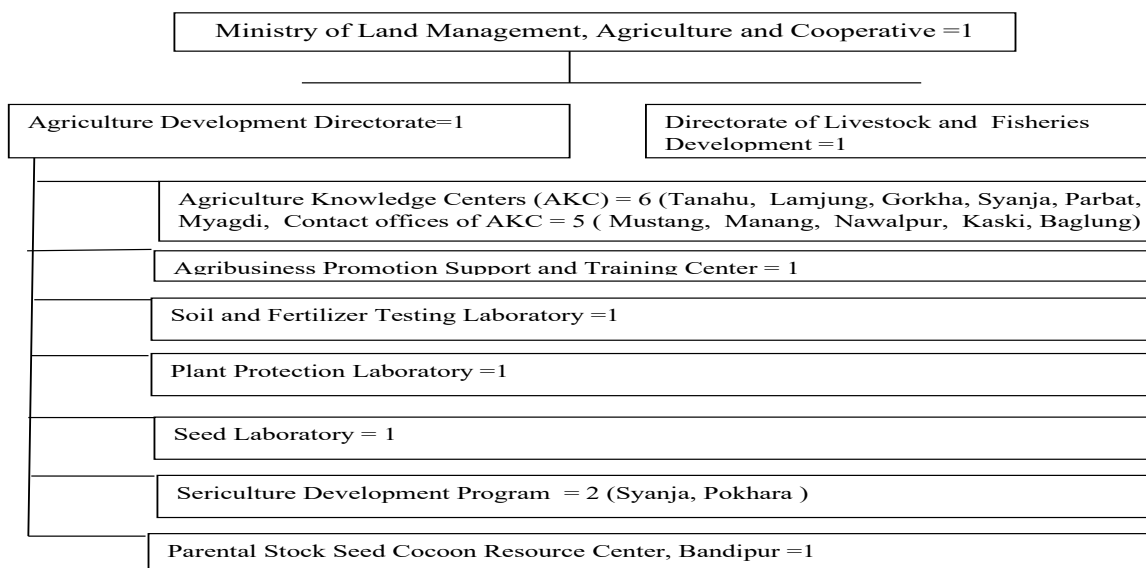 Ministry of Land Management, Agriculture and Cooperative =1
Agriculture Development Directorate=1
Directorate of Livestock and Fisheries
Development =1
Agriculture Knowledge Centers (AKC) = 6 (Tanahu, Lamjung, Gorkha, Syanja, Parbat,
Myagdi, Contact offices of AKC = 5 ( Mustang, Manang, Nawalpur, Kaski, Baglung)
Agribusiness Promotion Support and Training Center = 1
Soil and Fertilizer Testing Laboratory =1
Plant Protection Laboratory =1
Seed Laboratory = 1
Sericulture Development Program = 2 (Syanja, Pokhara )
Parental Stock Seed Cocoon Resource Center, Bandipur =1